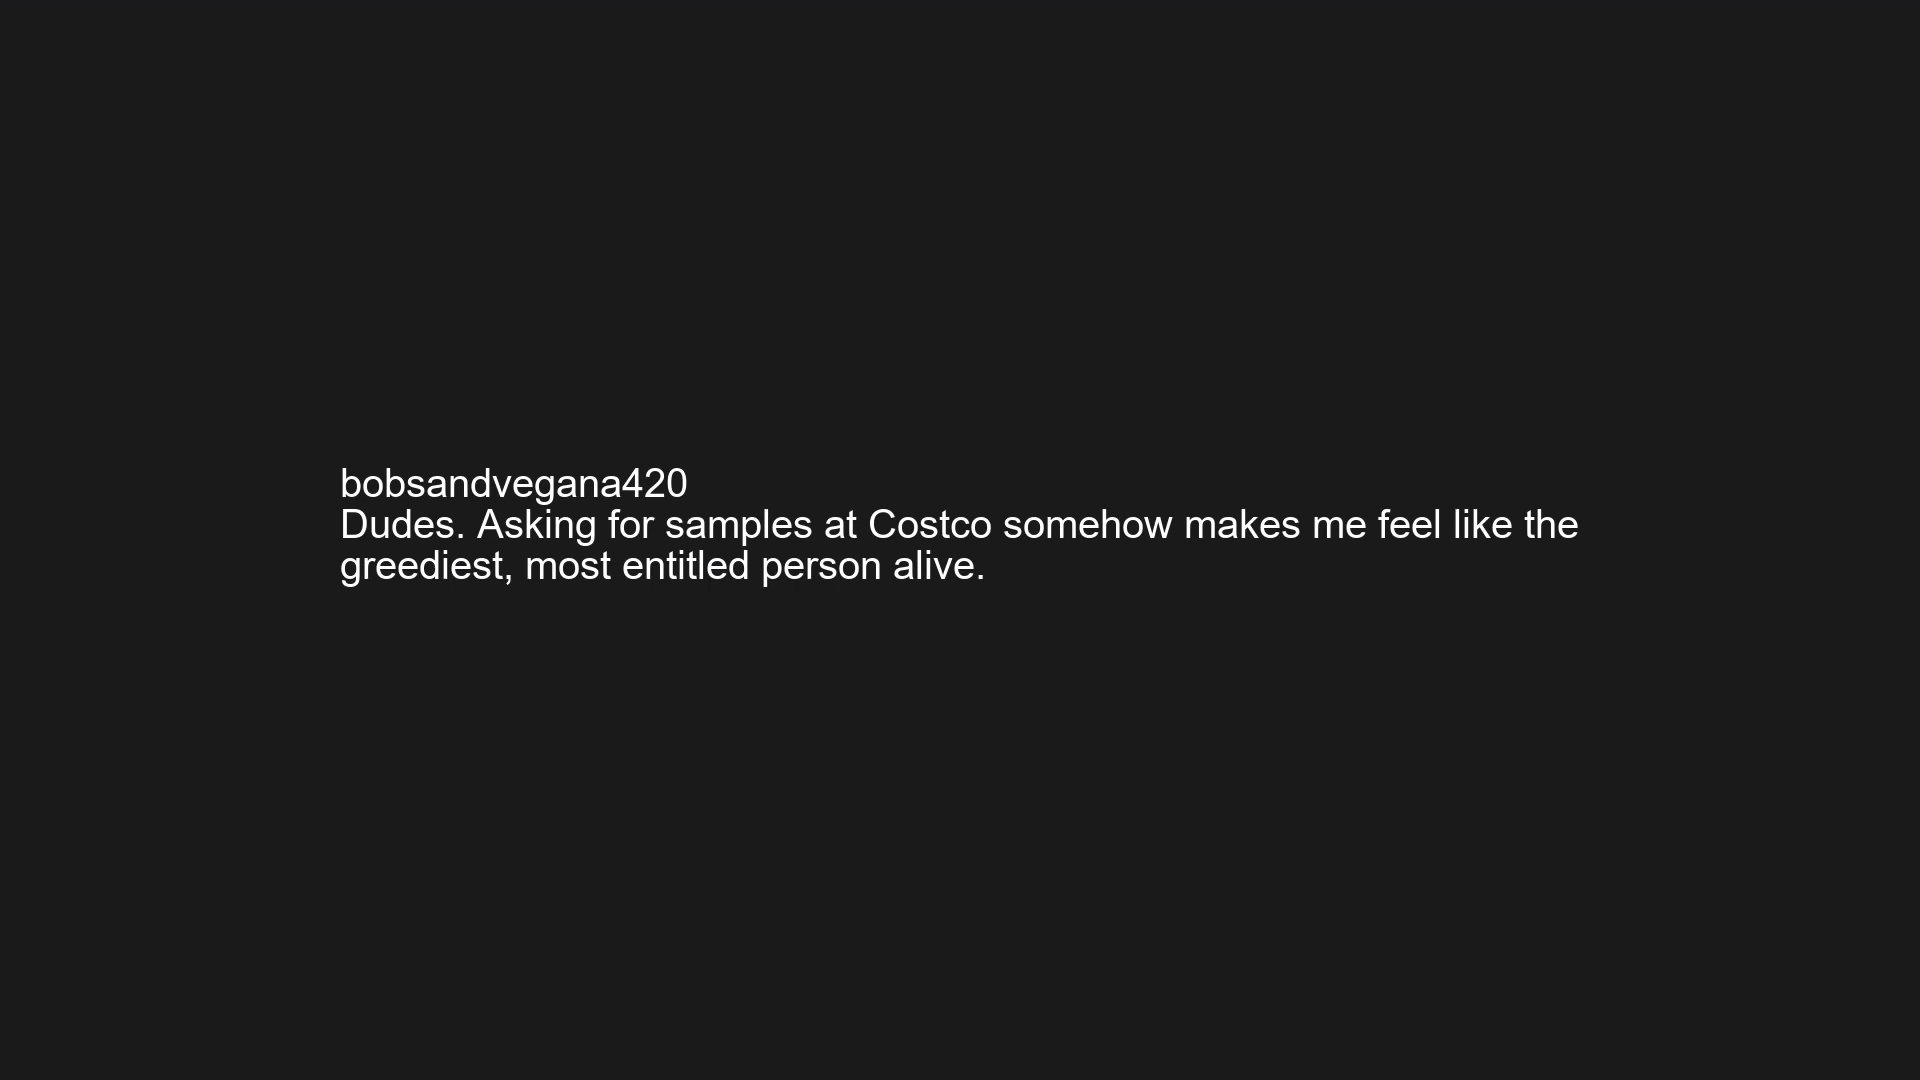 bobsandvegana420
Dudes. Asking for samples at Costco somehow makes me feel like the
greediest, most entitled person alive.